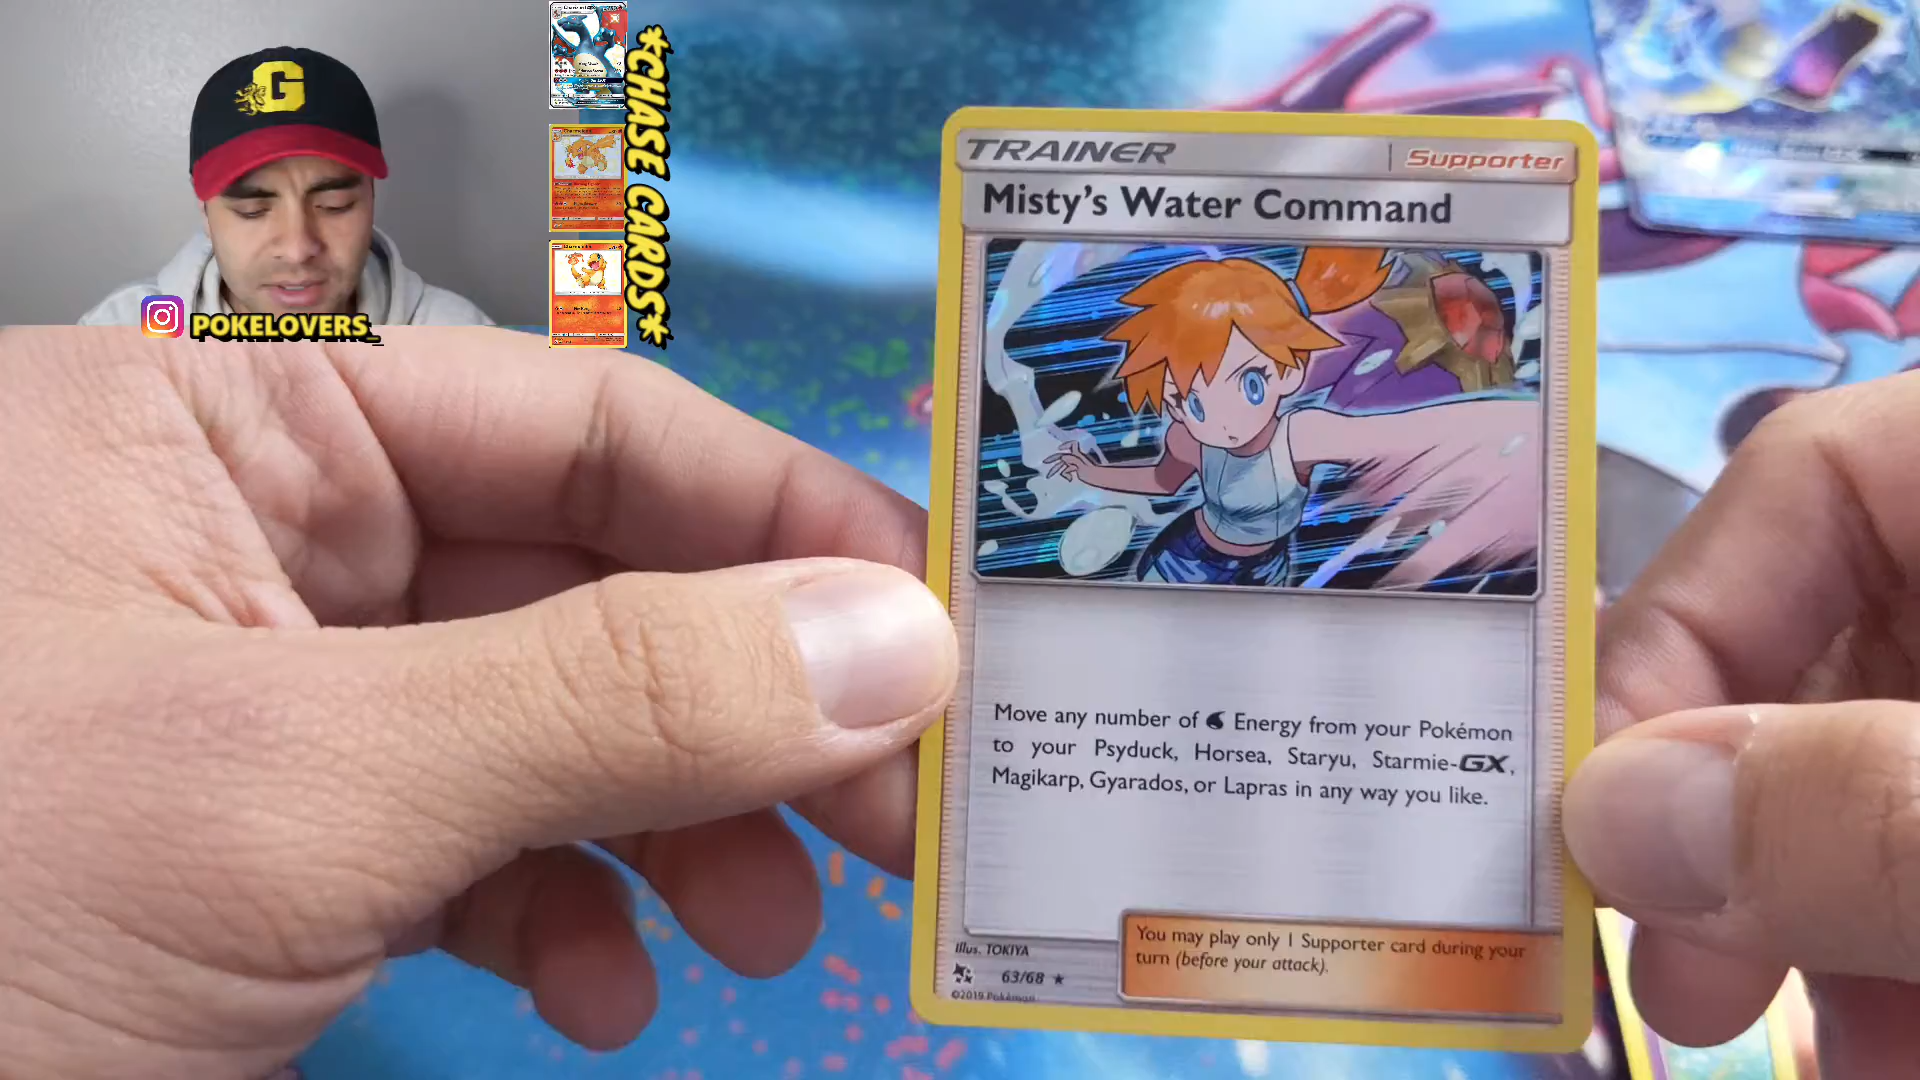 G
*CHASE CARDS*
POKELOVERS_
TRAINER
Supporter
Misty's Water Command
Move any number of Energy from your Pokémon
to your Psyduck, Horsea, Staryu, Starmie-GX,
Magikarp, Gyarados, or Lapras in any way you like.
You may play only 1 Supporter card during your
turn (before your attack).
Illus. TOKIYA
63/68
©2019 Pokémon